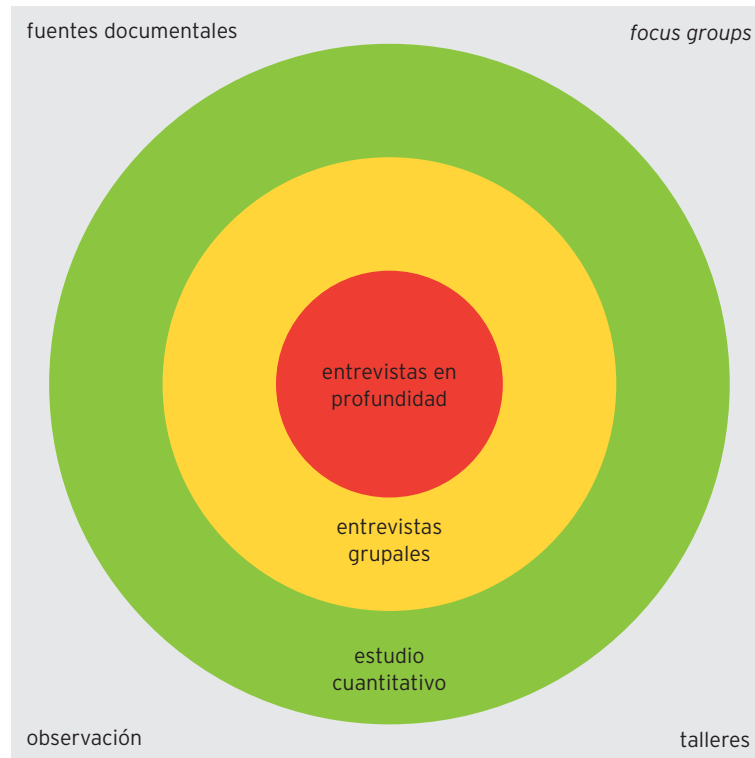 fuentes documentales
focus groups
entrevistas en
profundidad
entrevistas
grupales
estudio
cuantitativo
observación
talleres